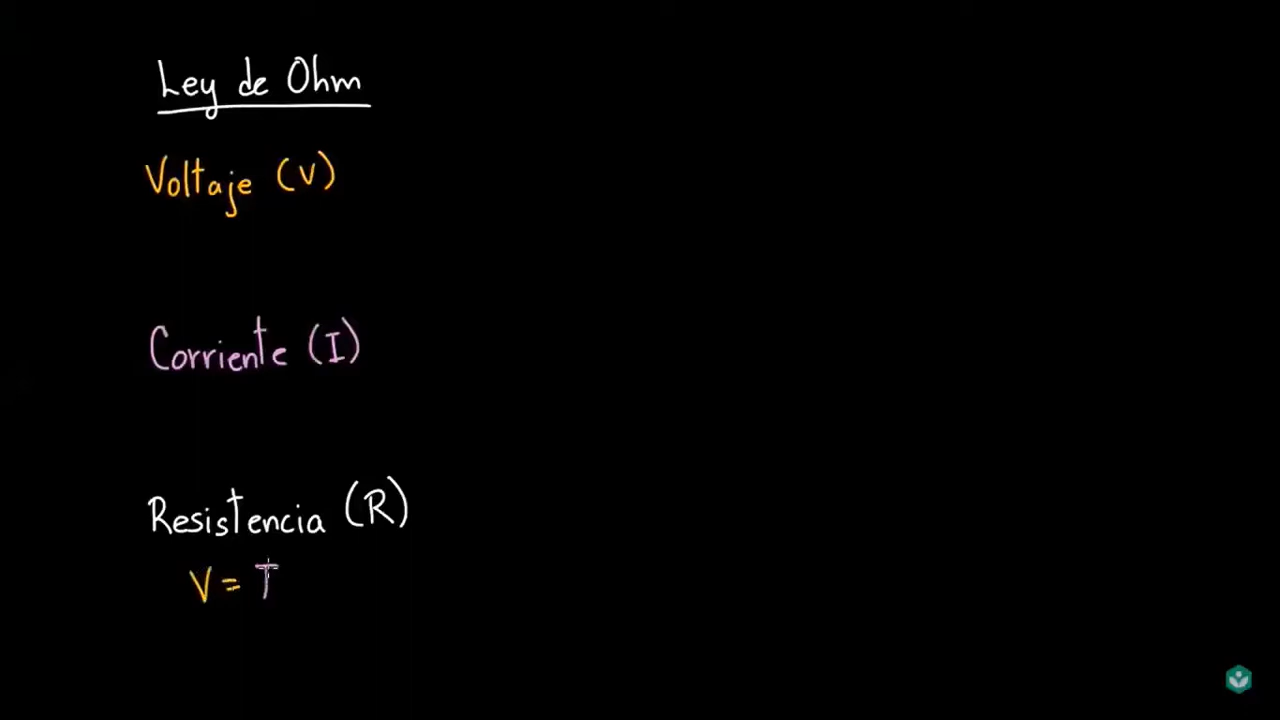 Ley de Ohm
Voltaje (V)
Corriente (I)
Resistencia (R)
V =